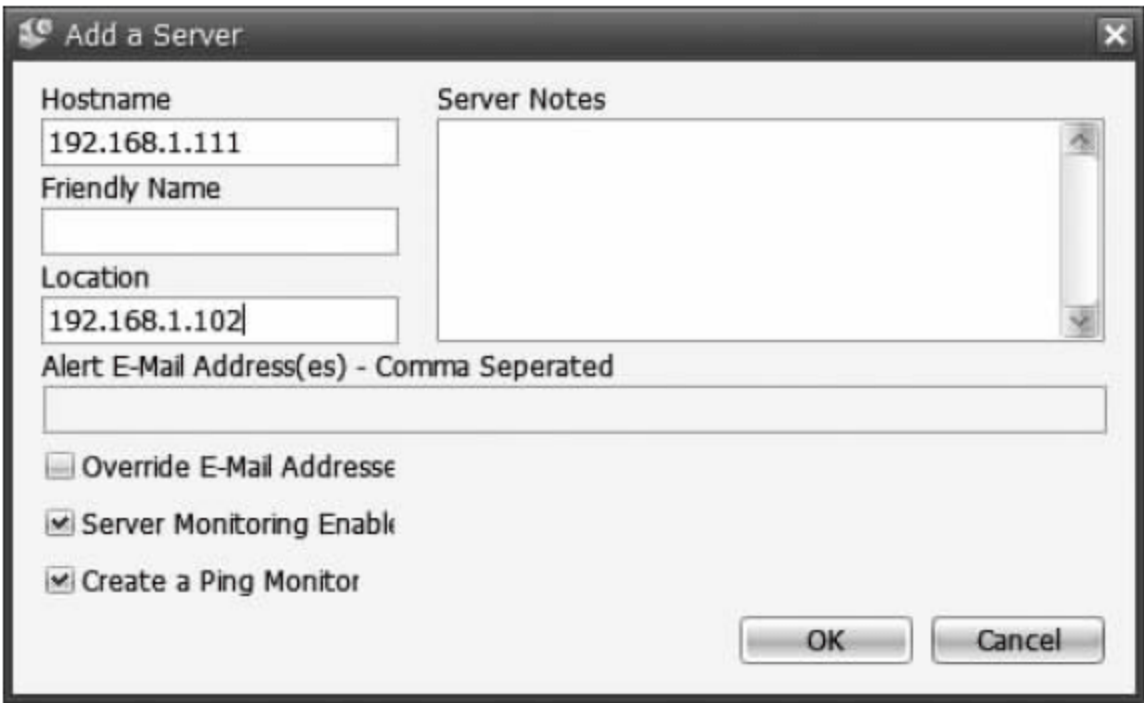 Add a Server
Hostname
192.168.1.111
Friendly Name
Location
192.168.1.102
Server Notes
Alert E-Mail Address(es) - Comma Seperated
Override E-Mail Addresse
Server Monitoring Enable
Create a Ping Monitor
OK
Cancel